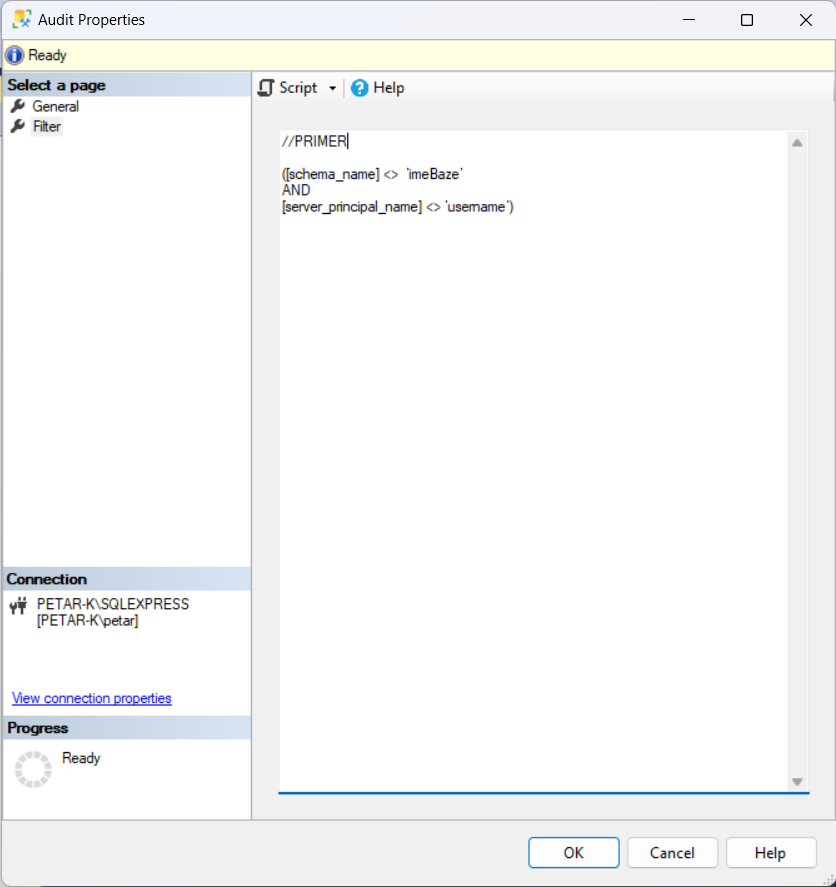 Audit Properties
Ready
Select a page
General
Filter
Script
Help
//PRIMER
([schema_name] <> 'imeBaze'
AND
[server_principal_name] <> 'username')
Connection
PETAR-K\SQLEXPRESS
[PETAR-K\petar]
View connection properties
Progress
Ready
OK
Cancel
Help